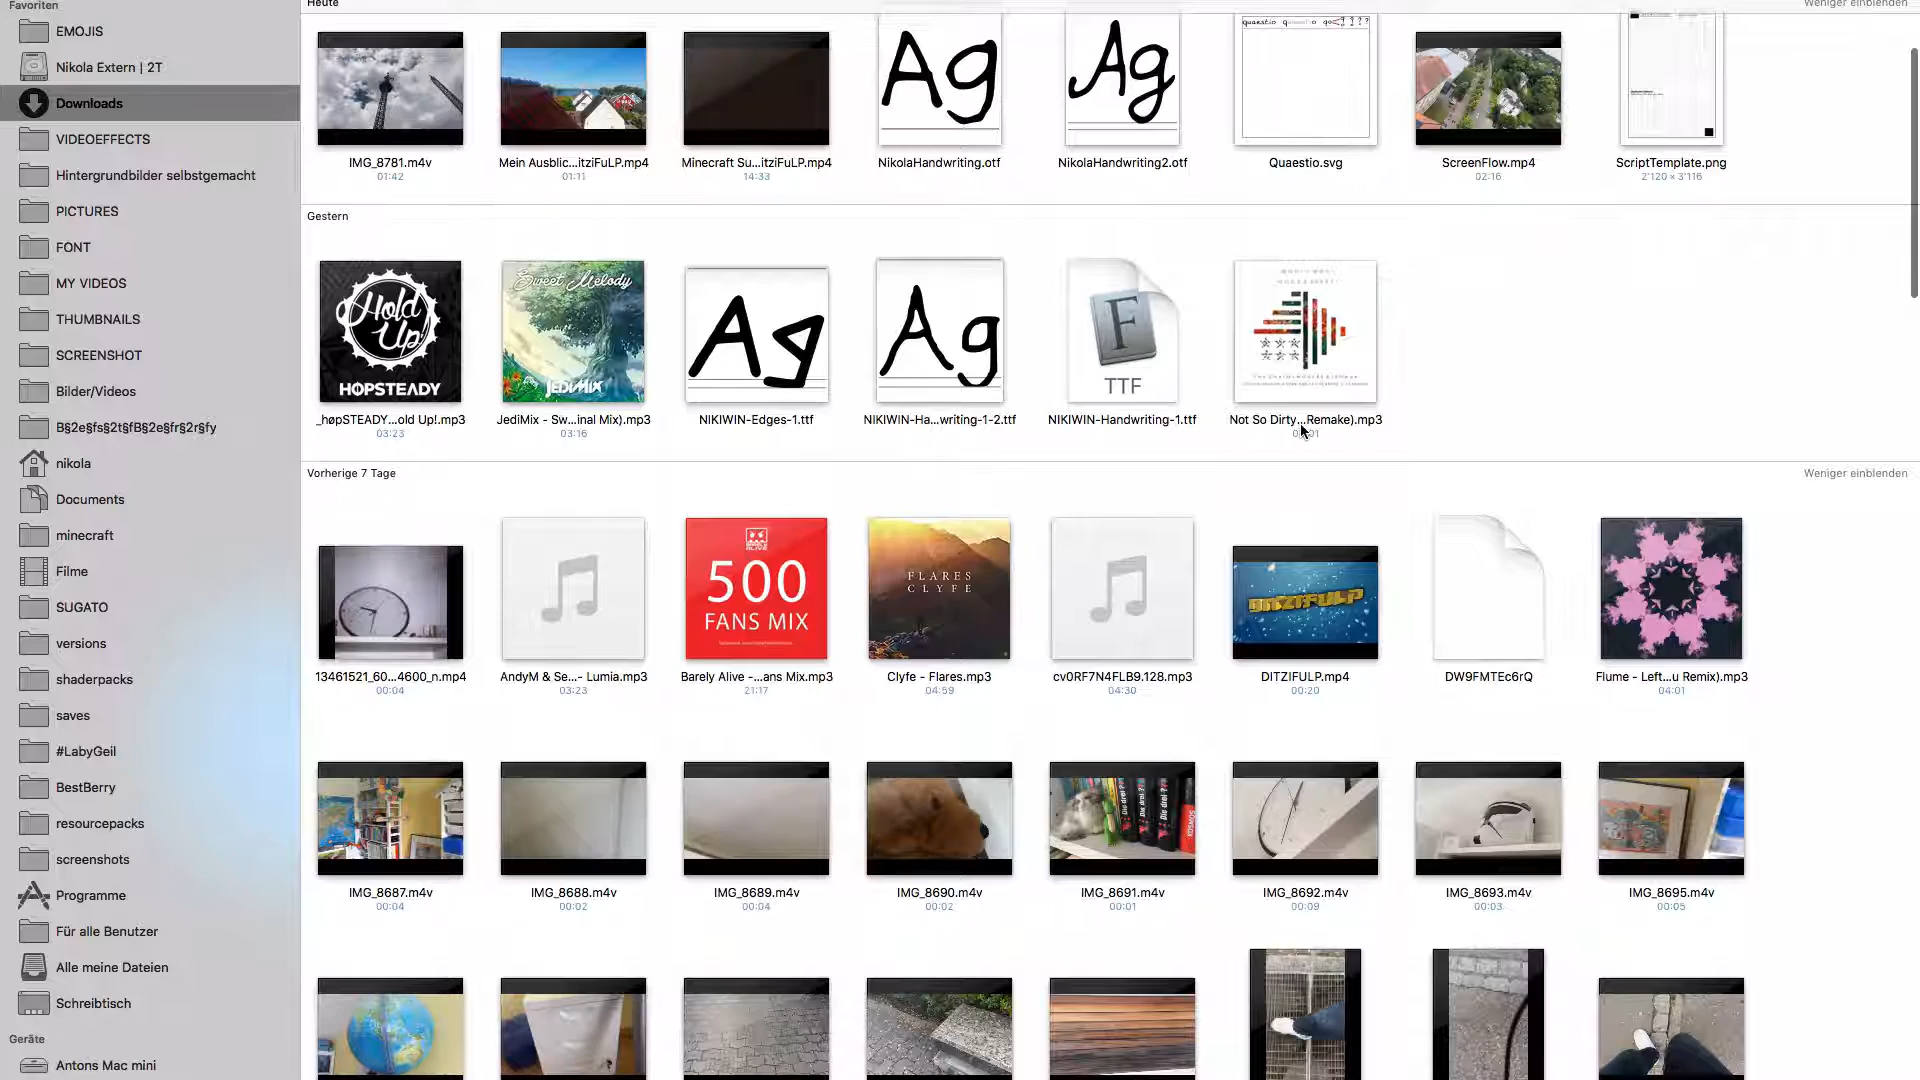 Favoriten
EMOJIS
Nikola Extern | 2T
Downloads
VIDEOEFFECTS
Hintergrundbilder selbstgemacht
PICTURES
FONT
MY VIDEOS
THUMBNAILS
SCREENSHOT
Bilder/Videos
B§2e§fs§2t§fB§2e§fr§2r§fy
nikola
Documents
minecraft
Filme
SUGATO
versions
shaderpacks
saves
#LabyGeil
BestBerry
resourcepacks
screenshots
Programme
Für alle Benutzer
Alle meine Dateien
Schreibtisch
Geräte
Antons Mac mini
Heute
Weniger einblenden
Ag
Ag
IMG_8781.m4v
01:42
Mein Ausblic...itziFuLP.mp4
01:11
Minecraft Su...itziFuLP.mp4
14:33
NikolaHandwriting.otf
NikolaHandwriting2.otf
Quaestio.svg
ScreenFlow.mp4
02:16
ScriptTemplate.png
2'120 × 3'116
Gestern
Hold
Up!
HØPSTEADY
Sweet Melody
JEDIMIX
Ag
Ag
TTF
_høpSTEADY...old Up!.mp3
03:23
JediMix - Sw...inal Mix).mp3
03:16
NIKIWIN-Edges-1.ttf
NIKIWIN-Ha...writing-1-2.ttf
NIKIWIN-Handwriting-1.ttf
Not So Dirty...Remake).mp3
Vorherige 7 Tage
Weniger einblenden
500
FANS MIX
FLARES
CLYFE
DITZIFULP
13461521_60...4600_n.mp4
00:04
AndyM & Se...- Lumia.mp3
03:23
Barely Alive -...ans Mix.mp3
21:17
Clyfe - Flares.mp3
04:59
cv0RF7N4FLB9.128.mp3
04:30
DITZIFULP.mp4
00:20
DW9FMTEc6rQ
Flume - Left...u Remix).mp3
04:01
Die drei ???
Die drei ???
Die drei ???
IMG_8687.m4v
00:04
IMG_8688.m4v
00:02
IMG_8689.m4v
00:04
IMG_8690.m4v
00:02
IMG_8691.m4v
00:01
IMG_8692.m4v
00:09
IMG_8693.m4v
00:03
IMG_8695.m4v
00:05